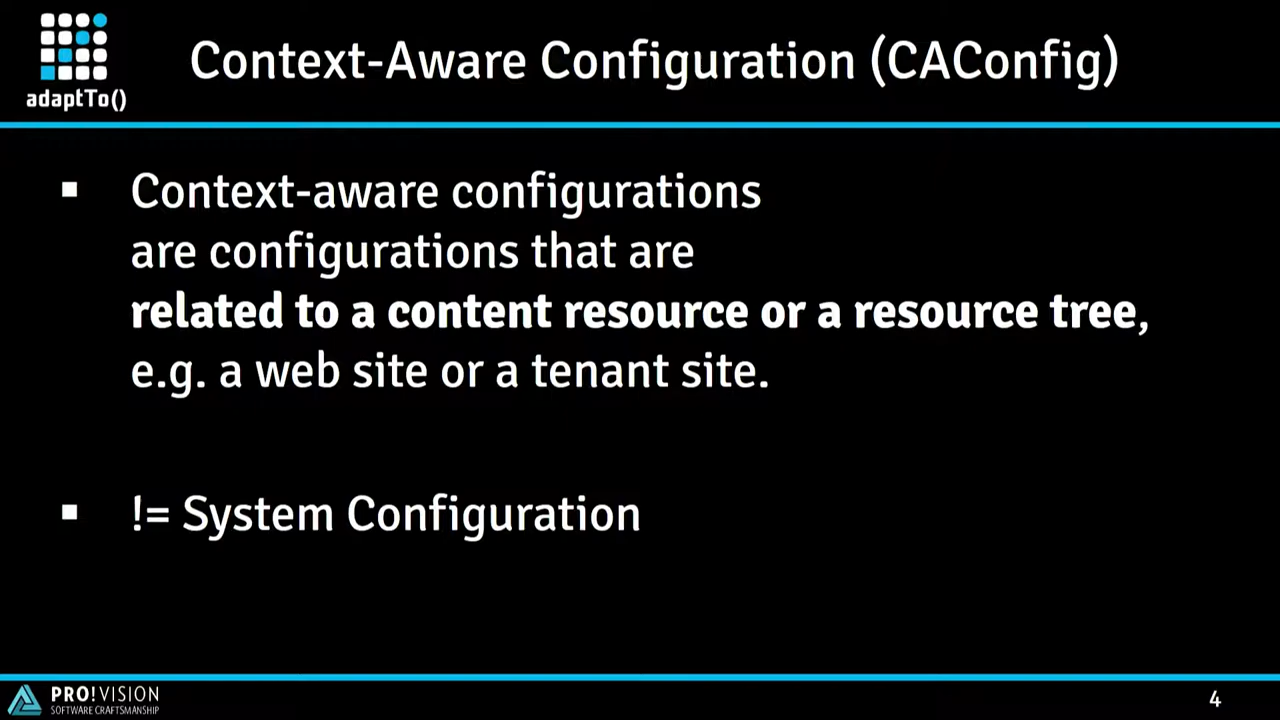 adaptTo()
Context-Aware Configuration (CAConfig)
▪ Context-aware configurations
are configurations that are
related to a content resource or a resource tree,
e.g. a web site or a tenant site.
▪ != System Configuration
PRO!VISION
SOFTWARE CRAFTSMANSHIP
4